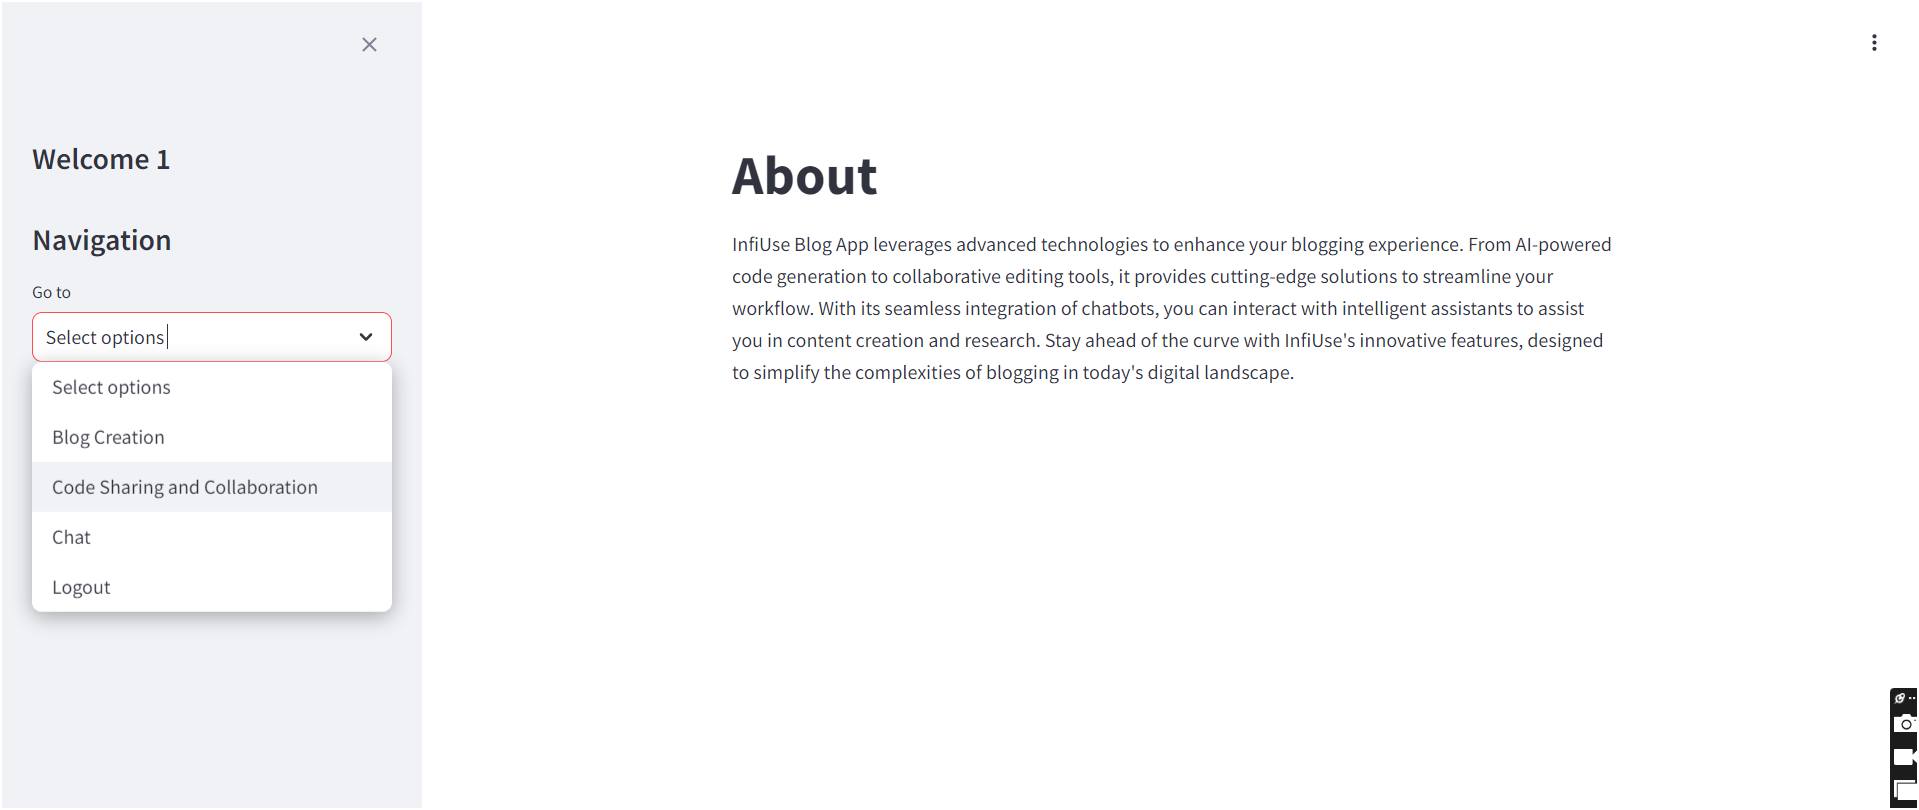 Welcome 1
Navigation
Go to
Select options
Select options
Blog Creation
Code Sharing and Collaboration
Chat
Logout
About
InfiUse Blog App leverages advanced technologies to enhance your blogging experience. From AI-powered
code generation to collaborative editing tools, it provides cutting-edge solutions to streamline your
workflow. With its seamless integration of chatbots, you can interact with intelligent assistants to assist
you in content creation and research. Stay ahead of the curve with InfiUse's innovative features, designed
to simplify the complexities of blogging in today's digital landscape.